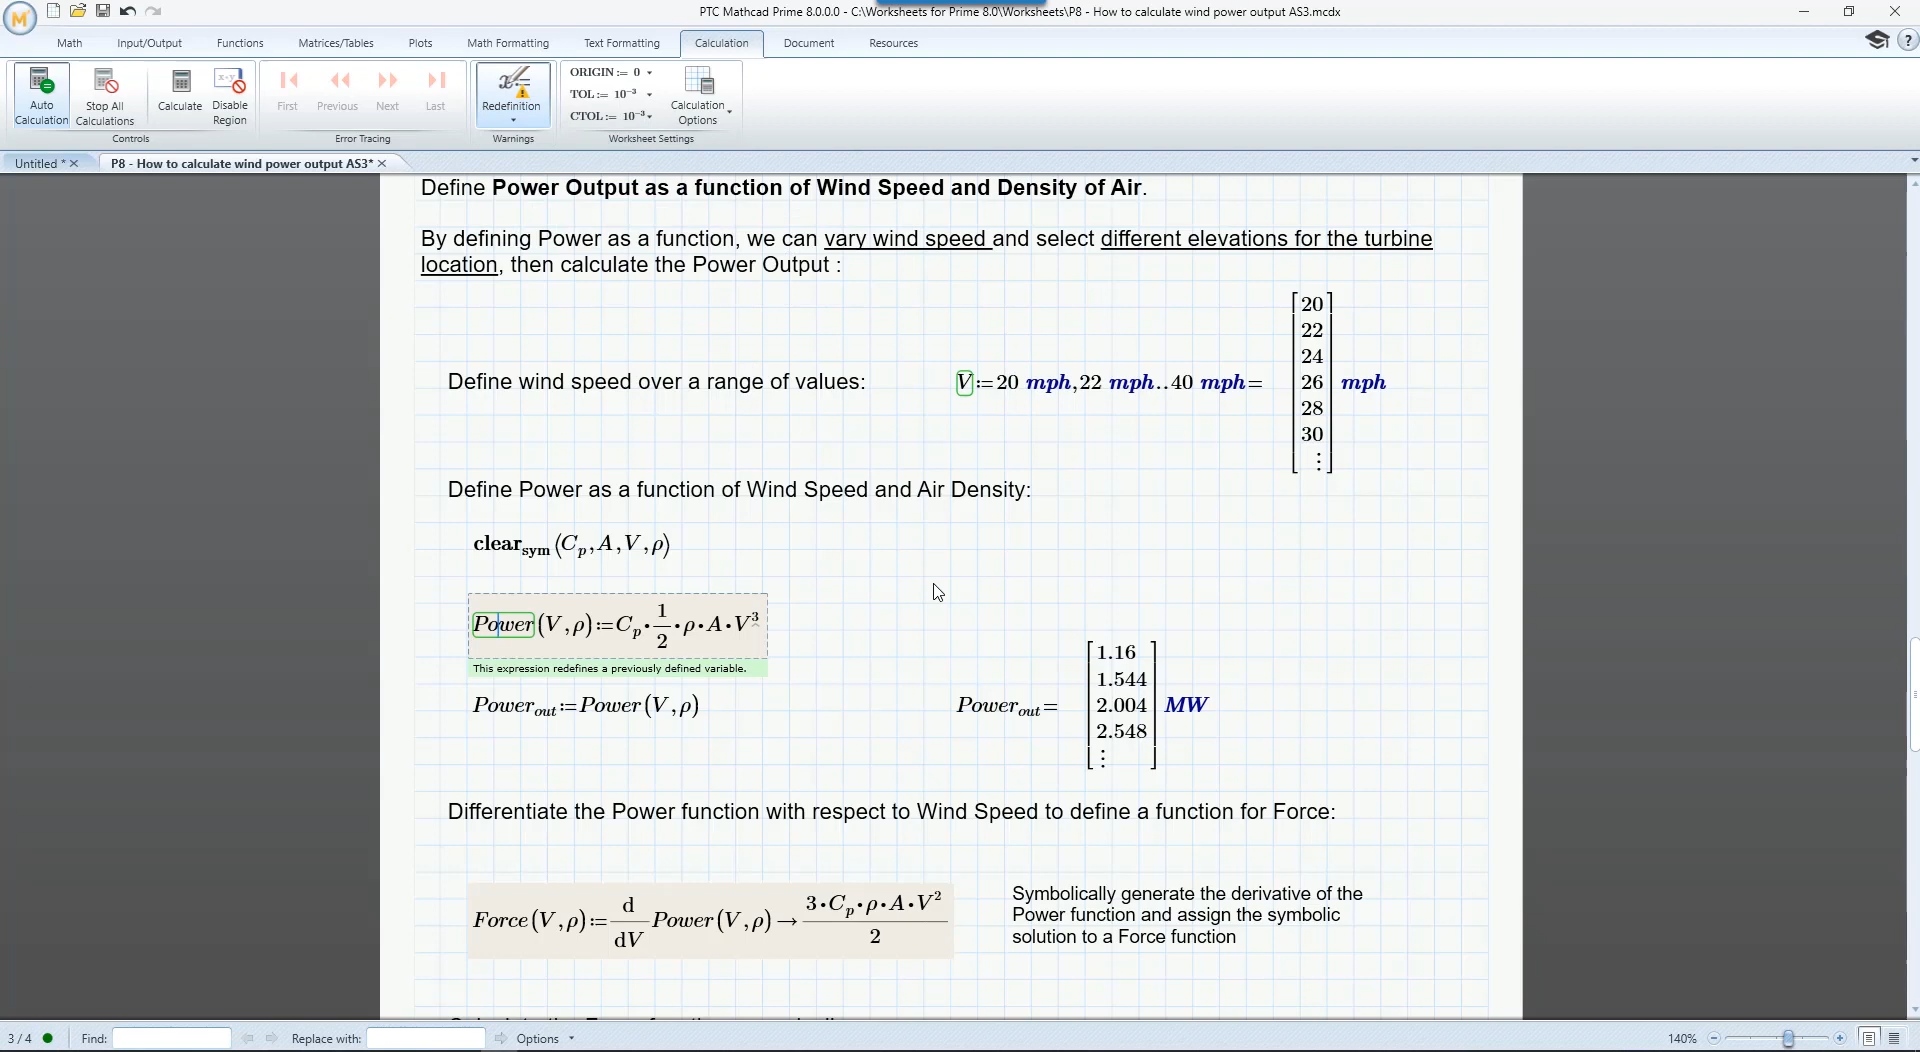 PTC Mathcad Prime 8.0.0.0 - C:\Worksheets for Prime 8.0\Worksheets\P8 - How to calculate wind power output AS3.mcdx
Math Input/Output Functions Matrices/Tables Plots Math Formatting Text Formatting Calculation Document Resources
Auto Calculation
Stop All Calculations
Calculate
Disable Region
Controls
First Previous Next Last
Error Tracing
Redefinition
Warnings
ORIGIN:= 0
TOL:= 10⁻³
CTOL:= 10⁻³
Calculation Options
Worksheet Settings
Untitled * P8 - How to calculate wind power output AS3*
Define Power Output as a function of Wind Speed and Density of Air.
By defining Power as a function, we can vary wind speed and select different elevations for the turbine
location, then calculate the Power Output :
Define wind speed over a range of values:
V:=20 mph,22 mph..40 mph=
20
22
24
26
28
30
⋮
mph
Define Power as a function of Wind Speed and Air Density:
clear_sym (C_p,A,V,ρ)
Power(V,ρ):=C_p·1/2·ρ·A·V³
This expression redefines a previously defined variable.
Power_out:=Power(V,ρ)
Power_out=
1.16
1.544
2.004
2.548
⋮
MW
Differentiate the Power function with respect to Wind Speed to define a function for Force:
Force(V,ρ):=d/dV Power(V,ρ)→3·C_p·ρ·A·V²/2
Symbolically generate the derivative of the
Power function and assign the symbolic
solution to a Force function
3 / 4 Find: Replace with: Options 140%